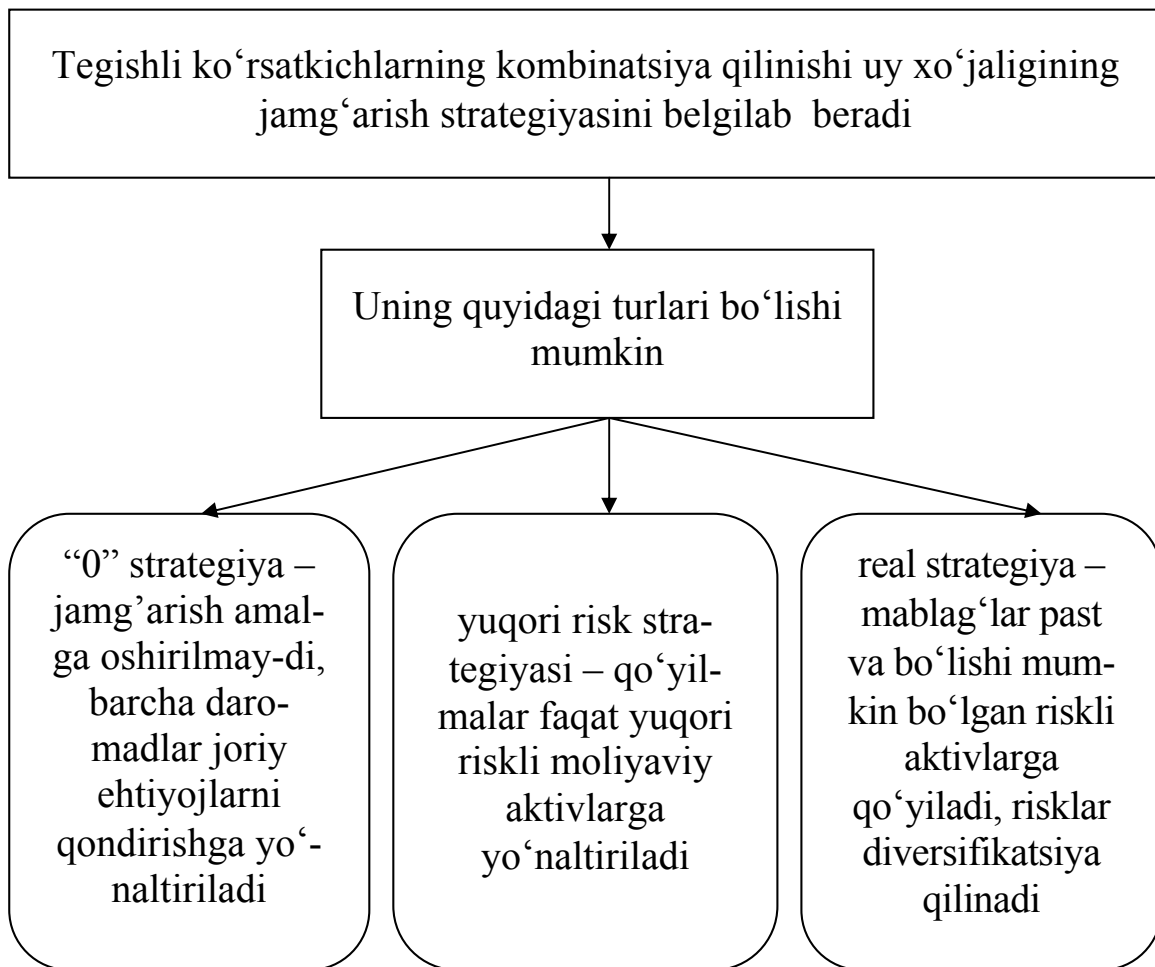 Tegishli ko‘rsatkichlarning kombinatsiya qilinishi uy xo‘jaligining
jamg‘arish strategiyasini belgilab  beradi
Uning quyidagi turlari bo‘lishi
mumkin
“0” strategiya –
jamg’arish amal-
ga oshirilmay-di,
barcha daro-
madlar joriy
ehtiyojlarni
qondirishga yo‘-
naltiriladi
yuqori risk stra-
tegiyasi – qo‘yil-
malar faqat yuqori
riskli moliyaviy
aktivlarga
yo‘naltiriladi
real strategiya –
mablag‘lar past
va bo‘lishi mum-
kin bo‘lgan riskli
aktivlarga
qo‘yiladi, risklar
diversifikatsiya
qilinadi